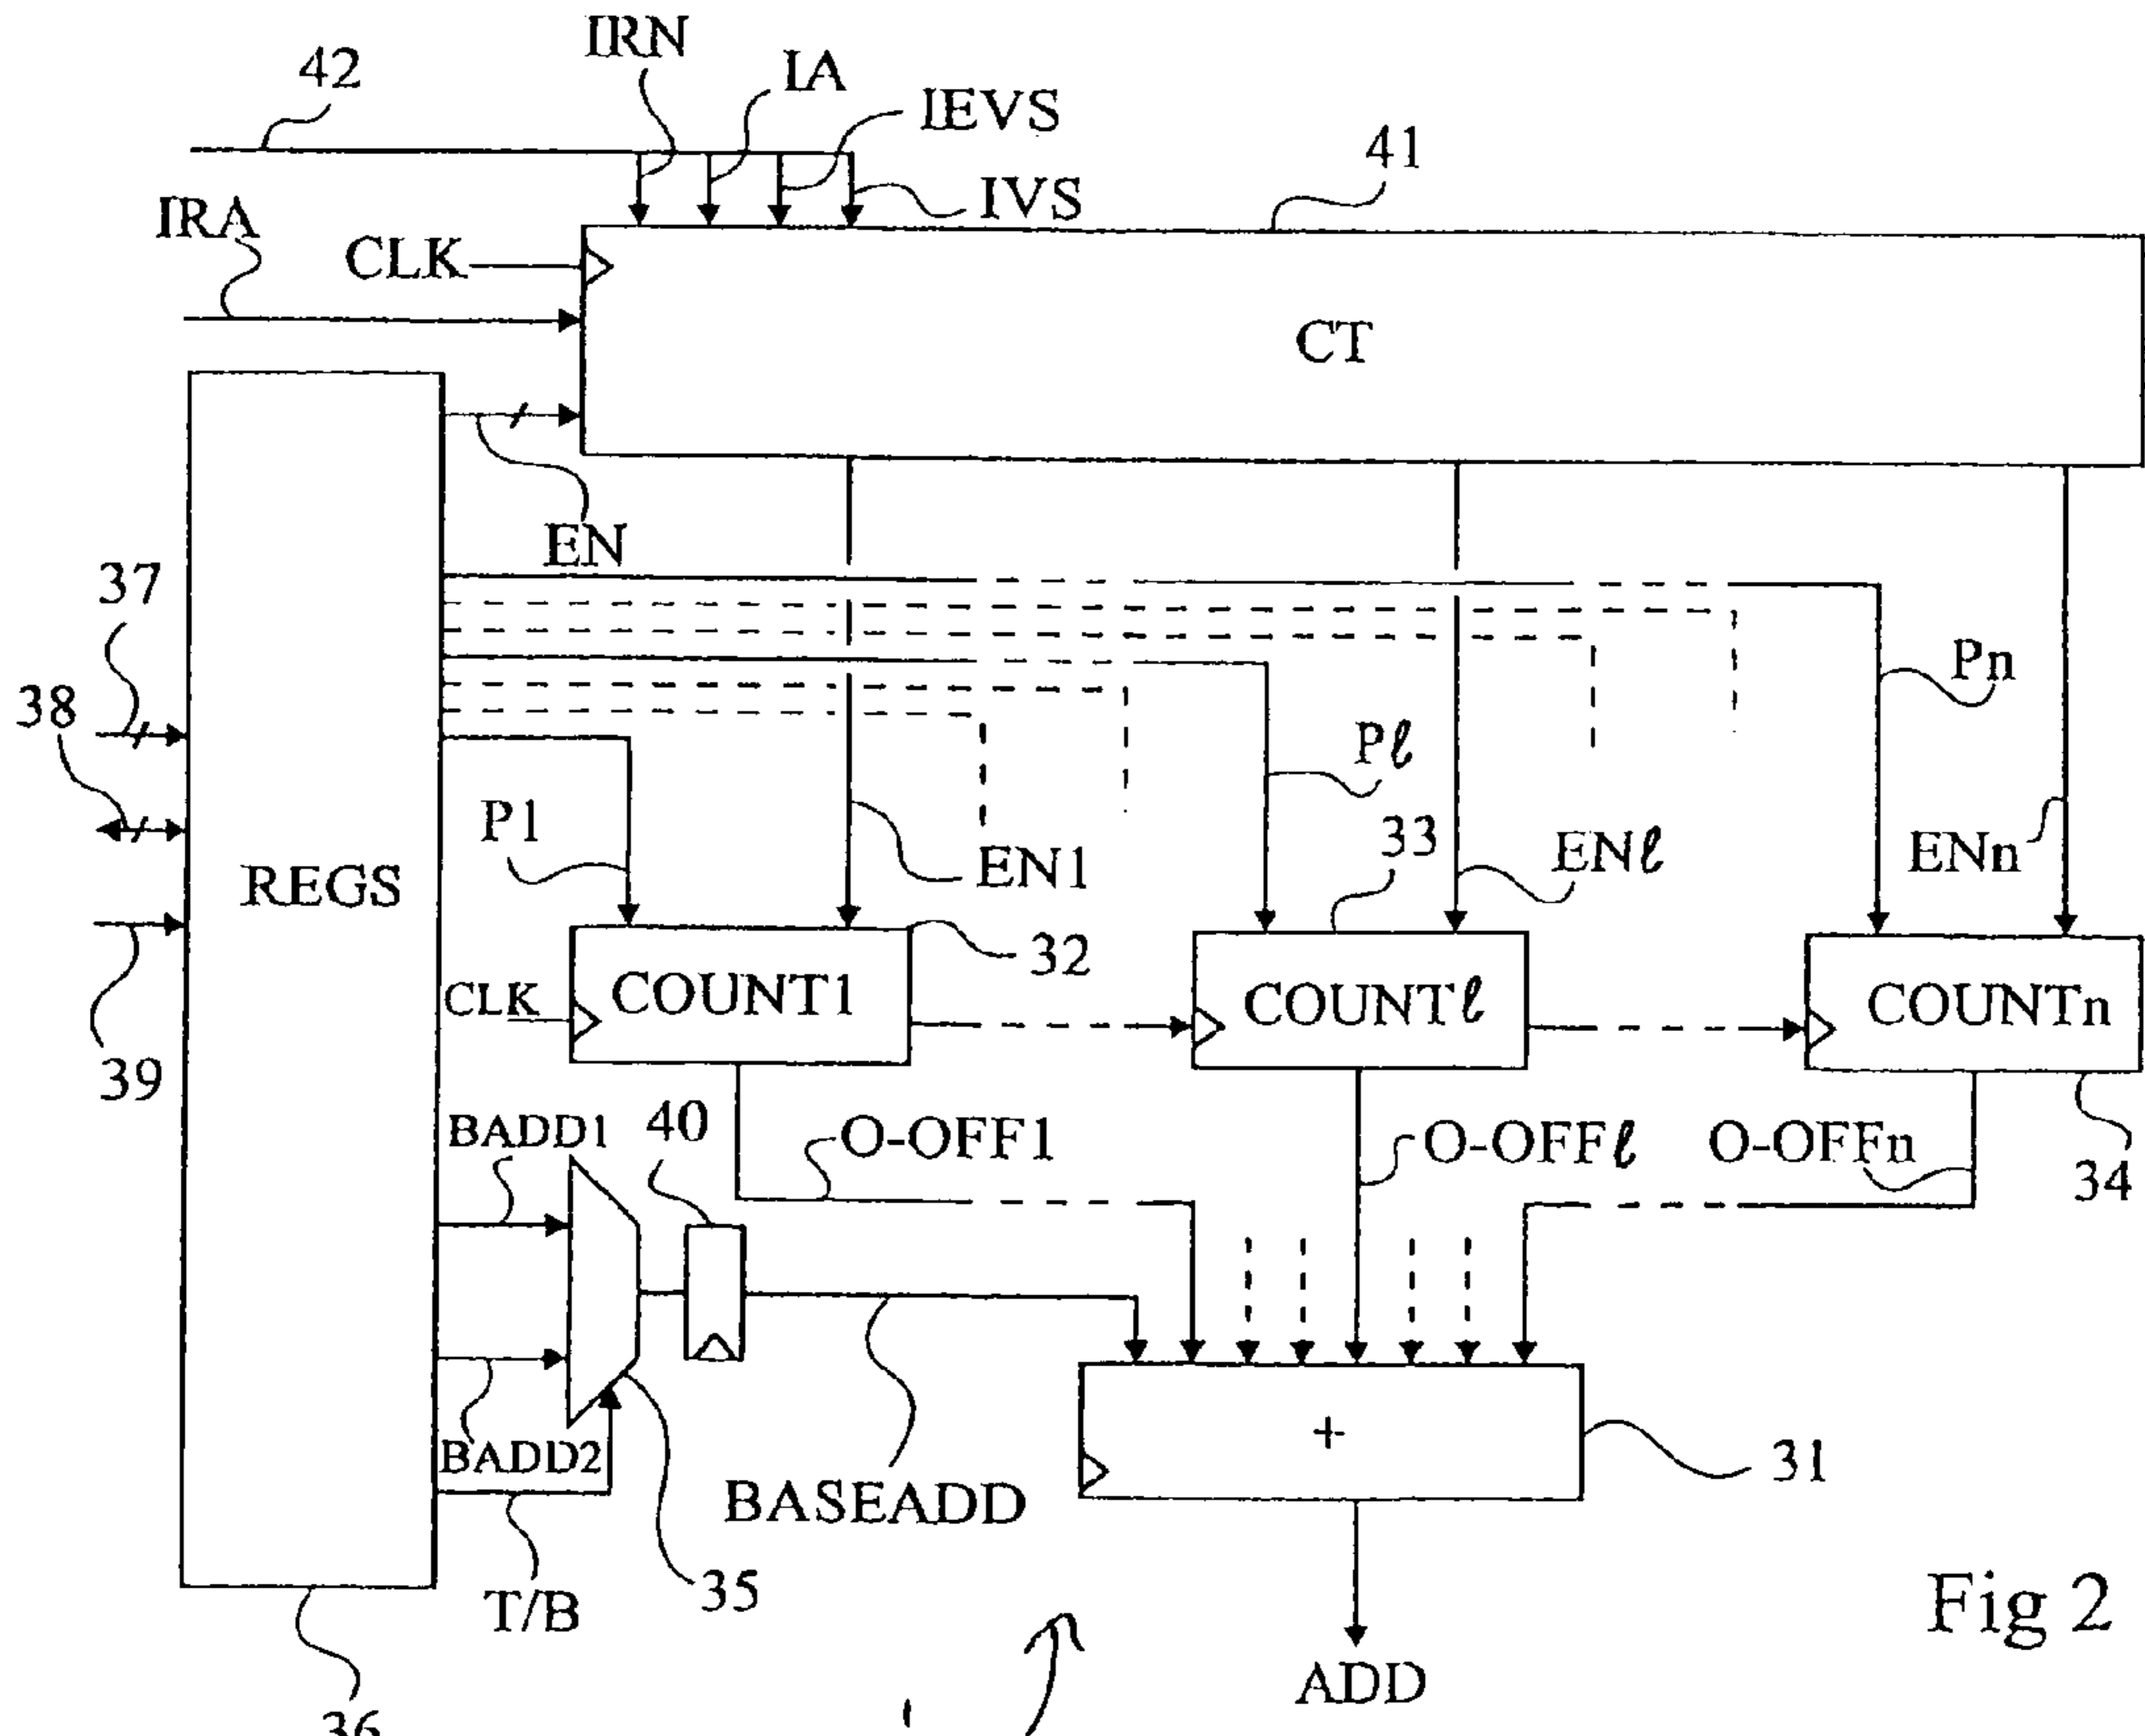 IRN
42
IA
IEVS
41
IVS
IRA
CLK
CT
EN
37
Pn
38
Pℓ
P1
33
EN1
ENℓ
ENn
REGS
32
CLK
COUNT1
COUNTℓ
COUNTn
39
BADD1
40
O-OFF1
O-OFFℓ
O-OFFn
34
+
BADD2
31
BASEADD
35
T/B
Fig 2
ADD
36